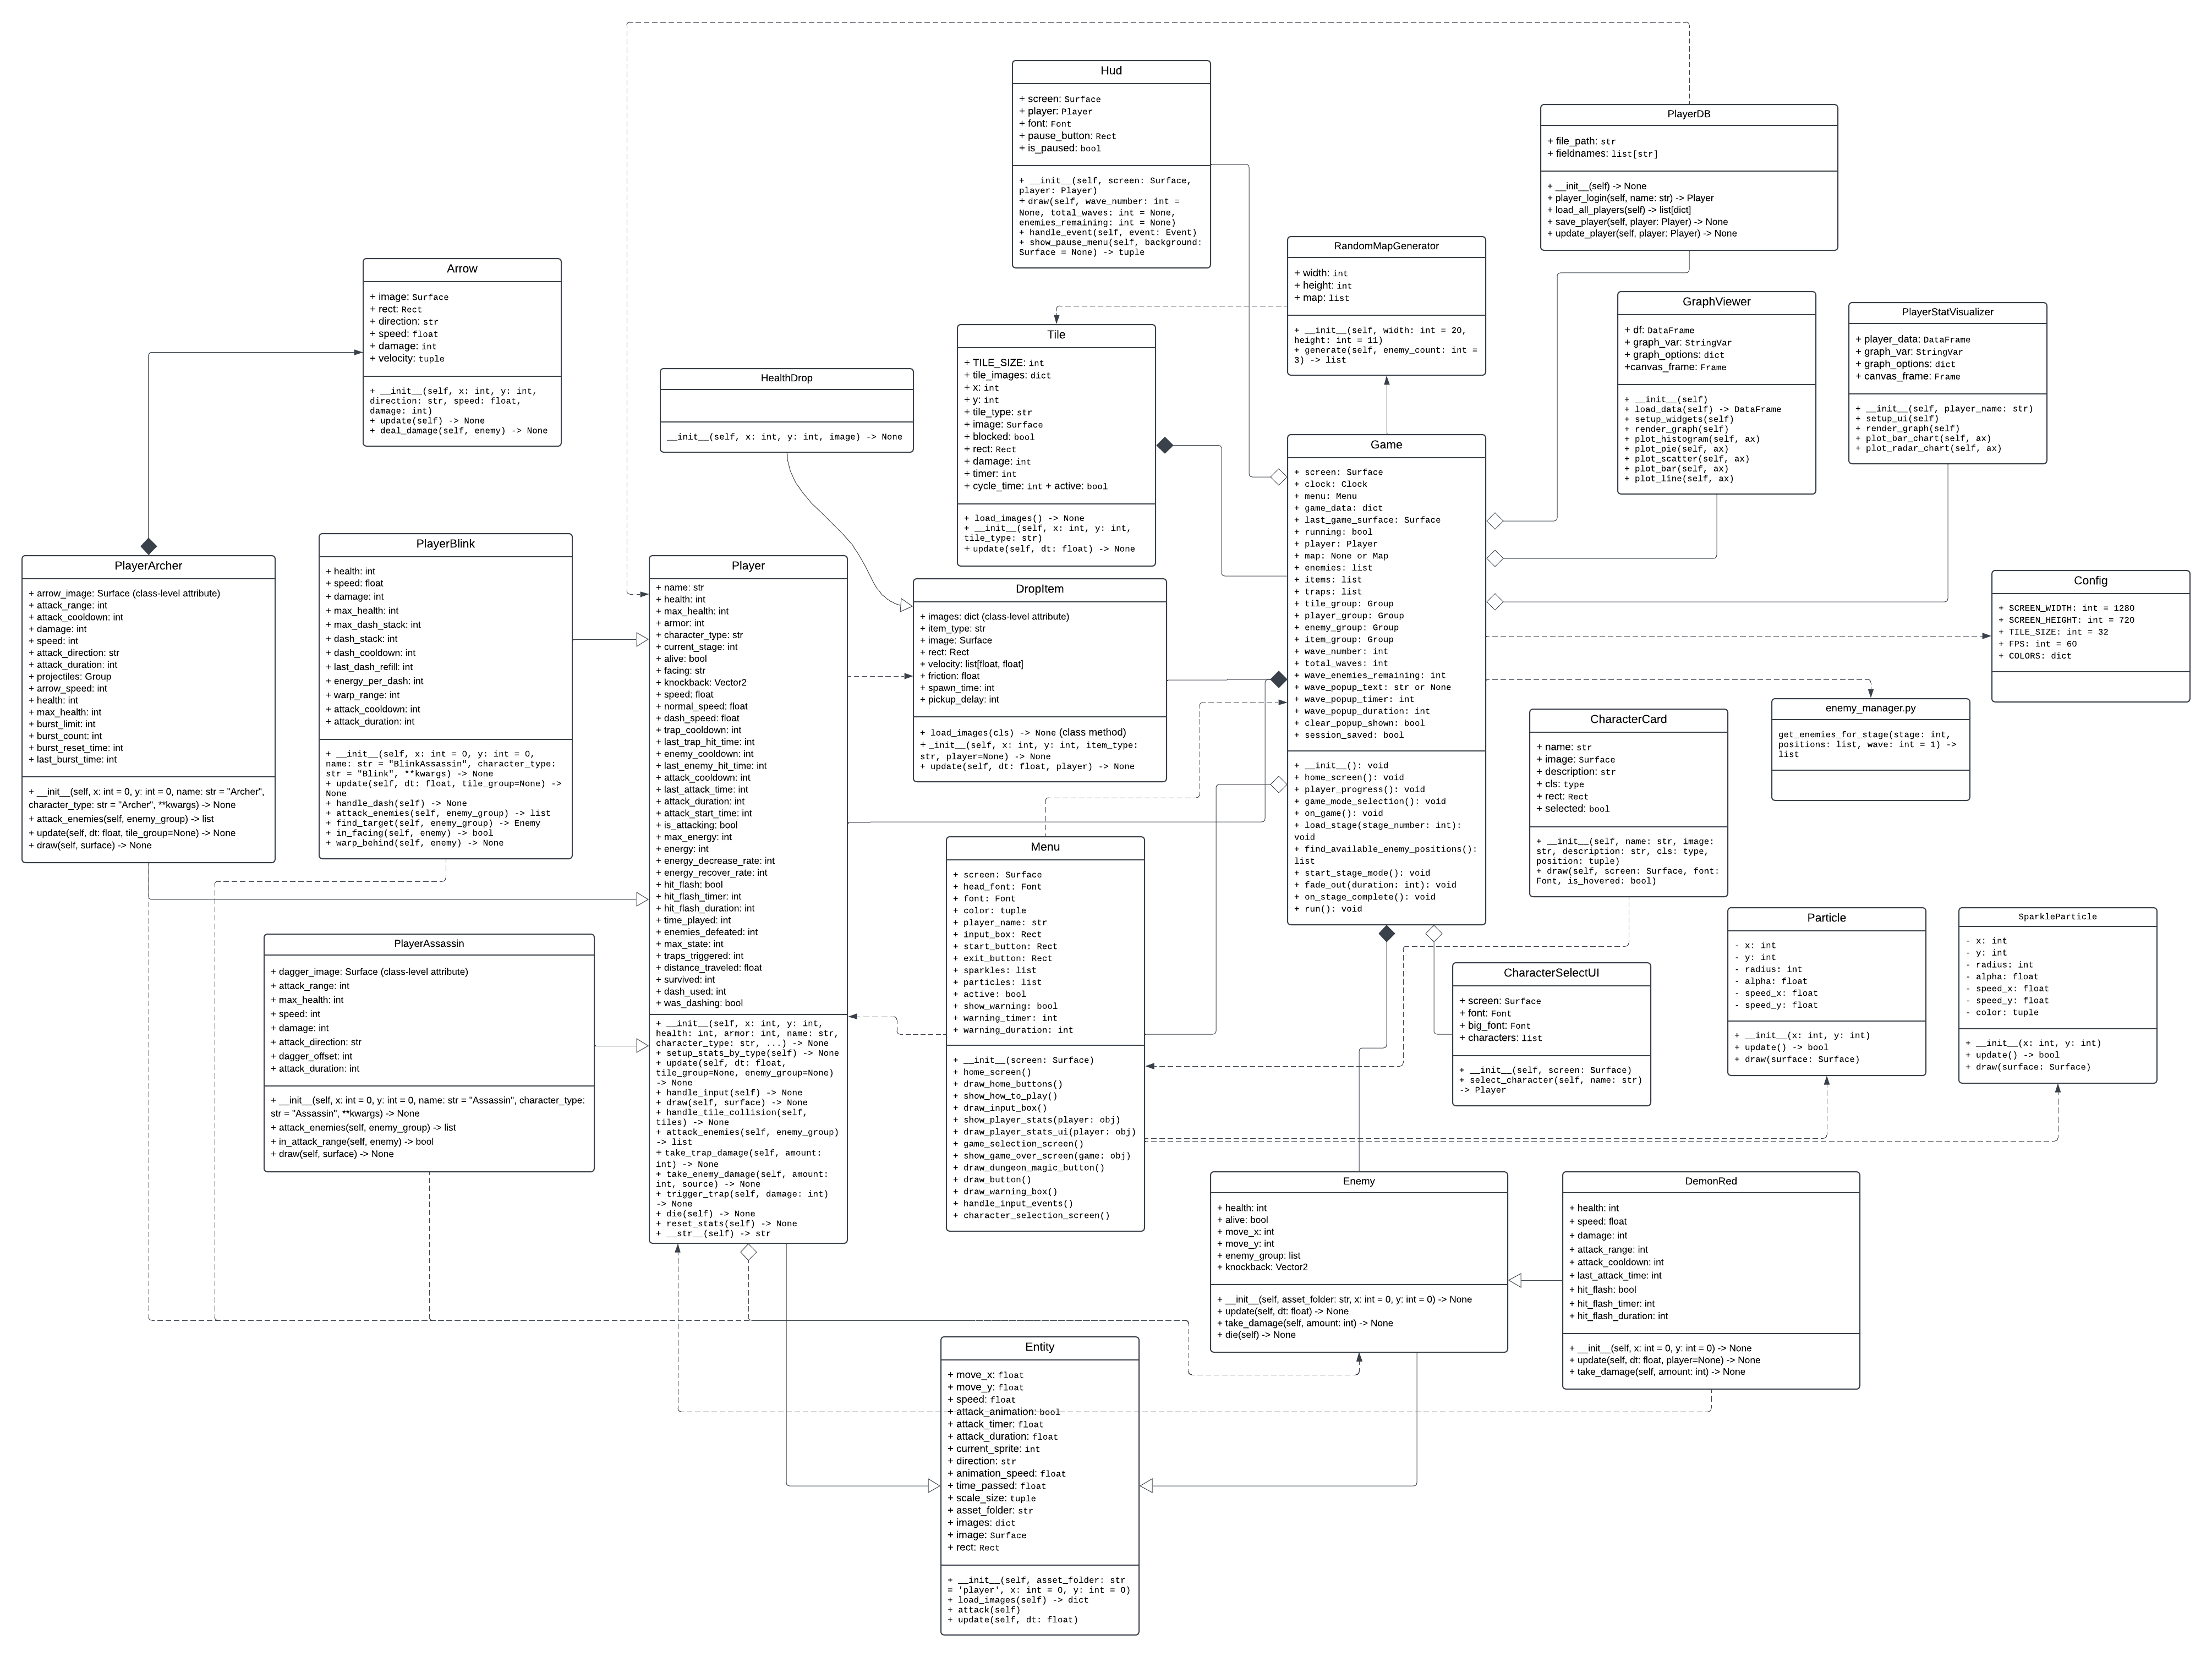 Hud
+ screen: Surface
+ player: Player
+ font: Font
+ pause_button: Rect
+ is_paused: bool
+ __init__(self, screen: Surface,
player: Player)
+ draw(self, wave_number: int =
None, total_waves: int = None,
enemies_remaining: int = None)
+ handle_event(self, event: Event)
+ show_pause_menu(self, background:
Surface = None) -> tuple
PlayerDB
+ file_path: str
+ fieldnames: list[str]
+ __init__(self) -> None
+ player_login(self, name: str) -> Player
+ load_all_players(self) -> list[dict]
+ save_player(self, player: Player) -> None
+ update_player(self, player: Player) -> None
RandomMapGenerator
+ width: int
+ height: int
+ map: list
+ __init__(self, width: int = 20,
height: int = 11)
+ generate(self, enemy_count: int =
3) -> list
Arrow
+ image: Surface
+ rect: Rect
+ direction: str
+ speed: float
+ damage: int
+ velocity: tuple
+ __init__(self, x: int, y: int,
direction: str, speed: float,
damage: int)
+ update(self) -> None
+ deal_damage(self, enemy) -> None
GraphViewer
+ df: DataFrame
+ graph_var: StringVar
+ graph_options: dict
+canvas_frame: Frame
+ __init__(self)
+ load_data(self) -> DataFrame
+ setup_widgets(self)
+ render_graph(self)
+ plot_histogram(self, ax)
+ plot_pie(self, ax)
+ plot_scatter(self, ax)
+ plot_bar(self, ax)
+ plot_line(self, ax)
PlayerStatVisualizer
+ player_data: DataFrame
+ graph_var: StringVar
+ graph_options: dict
+ canvas_frame: Frame
+ __init__(self, player_name: str)
+ setup_ui(self)
+ render_graph(self)
+ plot_bar_chart(self, ax)
+ plot_radar_chart(self, ax)
Tile
+ TILE_SIZE: int
+ tile_images: dict
+ x: int
+ y: int
+ tile_type: str
+ image: Surface
+ blocked: bool
+ rect: Rect
+ damage: int
+ timer: int
+ cycle_time: int + active: bool
+ load_images() -> None
+ __init__(self, x: int, y: int,
tile_type: str)
+ update(self, dt: float) -> None
HealthDrop
__init__(self, x: int, y: int, image) -> None
Game
+ screen: Surface
+ clock: Clock
+ menu: Menu
+ game_data: dict
+ last_game_surface: Surface
+ running: bool
+ player: Player
+ map: None or Map
+ enemies: list
+ items: list
+ traps: list
+ tile_group: Group
+ player_group: Group
+ enemy_group: Group
+ item_group: Group
+ wave_number: int
+ total_waves: int
+ wave_enemies_remaining: int
+ wave_popup_text: str or None
+ wave_popup_timer: int
+ wave_popup_duration: int
+ clear_popup_shown: bool
+ session_saved: bool
+ __init__(): void
+ home_screen(): void
+ player_progress(): void
+ game_mode_selection(): void
+ on_game(): void
+ load_stage(stage_number: int):
void
+ find_available_enemy_positions():
list
+ start_stage_mode(): void
+ fade_out(duration: int): void
+ on_stage_complete(): void
+ run(): void
PlayerArcher
+ arrow_image: Surface (class-level attribute)
+ attack_range: int
+ attack_cooldown: int
+ damage: int
+ speed: int
+ attack_direction: str
+ attack_duration: int
+ projectiles: Group
+ arrow_speed: int
+ health: int
+ max_health: int
+ burst_limit: int
+ burst_count: int
+ burst_reset_time: int
+ last_burst_time: int
+ __init__(self, x: int = 0, y: int = 0, name: str = "Archer",
character_type: str = "Archer", **kwargs) -> None
+ attack_enemies(self, enemy_group) -> list
+ update(self, dt: float, tile_group=None) -> None
+ draw(self, surface) -> None
PlayerBlink
+ health: int
+ speed: float
+ damage: int
+ max_health: int
+ max_dash_stack: int
+ dash_stack: int
+ dash_cooldown: int
+ last_dash_refill: int
+ energy_per_dash: int
+ warp_range: int
+ attack_cooldown: int
+ attack_duration: int
+ __init__(self, x: int = 0, y: int = 0,
name: str = "BlinkAssassin", character_type:
str = "Blink", **kwargs) -> None
+ update(self, dt: float, tile_group=None) ->
None
+ handle_dash(self) -> None
+ attack_enemies(self, enemy_group) -> list
+ find_target(self, enemy_group) -> Enemy
+ in_facing(self, enemy) -> bool
+ warp_behind(self, enemy) -> None
Player
+ name: str
+ health: int
+ max_health: int
+ armor: int
+ character_type: str
+ current_stage: int
+ alive: bool
+ facing: str
+ knockback: Vector2
+ speed: float
+ normal_speed: float
+ dash_speed: float
+ trap_cooldown: int
+ last_trap_hit_time: int
+ enemy_cooldown: int
+ last_enemy_hit_time: int
+ attack_cooldown: int
+ last_attack_time: int
+ attack_duration: int
+ attack_start_time: int
+ is_attacking: bool
+ max_energy: int
+ energy: int
+ energy_decrease_rate: int
+ energy_recover_rate: int
+ hit_flash: bool
+ hit_flash_timer: int
+ hit_flash_duration: int
+ time_played: int
+ enemies_defeated: int
+ max_state: int
+ traps_triggered: int
+ distance_traveled: float
+ survived: int
+ dash_used: int
+ was_dashing: bool
+ __init__(self, x: int, y: int,
health: int, armor: int, name: str,
character_type: str, ...) -> None
+ setup_stats_by_type(self) -> None
+ update(self, dt: float,
tile_group=None, enemy_group=None)
-> None
+ handle_input(self) -> None
+ draw(self, surface) -> None
+ handle_tile_collision(self,
tiles) -> None
+ attack_enemies(self, enemy_group)
-> list
+ take_trap_damage(self, amount:
int) -> None
+ take_enemy_damage(self, amount:
int, source) -> None
+ trigger_trap(self, damage: int)
-> None
+ die(self) -> None
+ reset_stats(self) -> None
+ __str__(self) -> str
DropItem
+ images: dict (class-level attribute)
+ item_type: str
+ image: Surface
+ rect: Rect
+ velocity: list[float, float]
+ friction: float
+ spawn_time: int
+ pickup_delay: int
+ load_images(cls) -> None (class method)
+ _init__(self, x: int, y: int, item_type:
str, player=None) -> None
+ update(self, dt: float, player) -> None
Config
+ SCREEN_WIDTH: int = 1280
+ SCREEN_HEIGHT: int = 720
+ TILE_SIZE: int = 32
+ FPS: int = 60
+ COLORS: dict
enemy_manager.py
get_enemies_for_stage(stage: int,
positions: list, wave: int = 1) ->
list
CharacterCard
+ name: str
+ image: Surface
+ description: str
+ cls: type
+ rect: Rect
+ selected: bool
+ __init__(self, name: str, image:
str, description: str, cls: type,
position: tuple)
+ draw(self, screen: Surface, font:
Font, is_hovered: bool)
Menu
+ screen: Surface
+ head_font: Font
+ font: Font
+ color: tuple
+ player_name: str
+ input_box: Rect
+ start_button: Rect
+ exit_button: Rect
+ sparkles: list
+ particles: list
+ active: bool
+ show_warning: bool
+ warning_timer: int
+ warning_duration: int
+ __init__(screen: Surface)
+ home_screen()
+ draw_home_buttons()
+ show_how_to_play()
+ draw_input_box()
+ show_player_stats(player: obj)
+ draw_player_stats_ui(player: obj)
+ game_selection_screen()
+ show_game_over_screen(game: obj)
+ draw_dungeon_magic_button()
+ draw_button()
+ draw_warning_box()
+ handle_input_events()
+ character_selection_screen()
Particle
- x: int
- y: int
- radius: int
- alpha: float
- speed_x: float
- speed_y: float
+ __init__(x: int, y: int)
+ update() -> bool
+ draw(surface: Surface)
SparkleParticle
- x: int
- y: int
- radius: int
- alpha: float
- speed_x: float
- speed_y: float
- color: tuple
+ __init__(x: int, y: int)
+ update() -> bool
+ draw(surface: Surface)
PlayerAssassin
+ dagger_image: Surface (class-level attribute)
+ attack_range: int
+ max_health: int
+ speed: int
+ damage: int
+ attack_direction: str
+ dagger_offset: int
+ attack_duration: int
+ __init__(self, x: int = 0, y: int = 0, name: str = "Assassin", character_type:
str = "Assassin", **kwargs) -> None
+ attack_enemies(self, enemy_group) -> list
+ in_attack_range(self, enemy) -> bool
+ draw(self, surface) -> None
CharacterSelectUI
+ screen: Surface
+ font: Font
+ big_font: Font
+ characters: list
+ __init__(self, screen: Surface)
+ select_character(self, name: str)
-> Player
Enemy
+ health: int
+ alive: bool
+ move_x: int
+ move_y: int
+ enemy_group: list
+ knockback: Vector2
+ __init__(self, asset_folder: str, x: int = 0, y: int = 0) -> None
+ update(self, dt: float) -> None
+ take_damage(self, amount: int) -> None
+ die(self) -> None
DemonRed
+ health: int
+ speed: float
+ damage: int
+ attack_range: int
+ attack_cooldown: int
+ last_attack_time: int
+ hit_flash: bool
+ hit_flash_timer: int
+ hit_flash_duration: int
+ __init__(self, x: int = 0, y: int = 0) -> None
+ update(self, dt: float, player=None) -> None
+ take_damage(self, amount: int) -> None
Entity
+ move_x: float
+ move_y: float
+ speed: float
+ attack_animation: bool
+ attack_timer: float
+ attack_duration: float
+ current_sprite: int
+ direction: str
+ animation_speed: float
+ time_passed: float
+ scale_size: tuple
+ asset_folder: str
+ images: dict
+ image: Surface
+ rect: Rect
+ __init__(self, asset_folder: str
= 'player', x: int = 0, y: int = 0)
+ load_images(self) -> dict
+ attack(self)
+ update(self, dt: float)